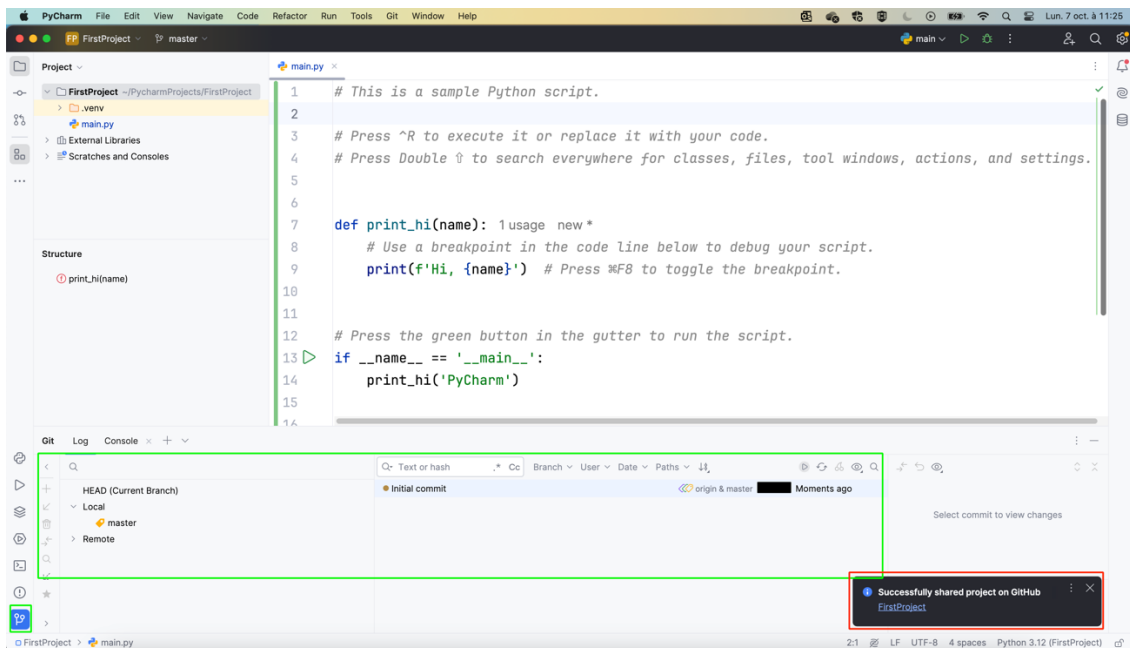 PyCharm File Edit View Navigate Code Refactor Run Tools Git Window Help Lun. 7 oct. à 11:25
FP FirstProject master main
Project
main.py
FirstProject ~/PycharmProjects/FirstProject
.venv
main.py
External Libraries
Scratches and Consoles
Structure
f print_hi(name)
1 # This is a sample Python script.
2
3 # Press ^R to execute it or replace it with your code.
4 # Press Double ⇧ to search everywhere for classes, files, tool windows, actions, and settings.
5
6
7 def print_hi(name): 1 usage new *
8 # Use a breakpoint in the code line below to debug your script.
9 print(f'Hi, {name}') # Press ⌘F8 to toggle the breakpoint.
10
11
12 # Press the green button in the gutter to run the script.
13 if __name__ == '__main__':
14 print_hi('PyCharm')
15
16
Git Log Console
Text or hash .* Cc Branch User Date Paths
HEAD (Current Branch)
Local
master
Remote
Initial commit origin & master Moments ago
Select commit to view changes
Successfully shared project on GitHub
FirstProject
FirstProject > main.py 2:1 LF UTF-8 4 spaces Python 3.12 (FirstProject)